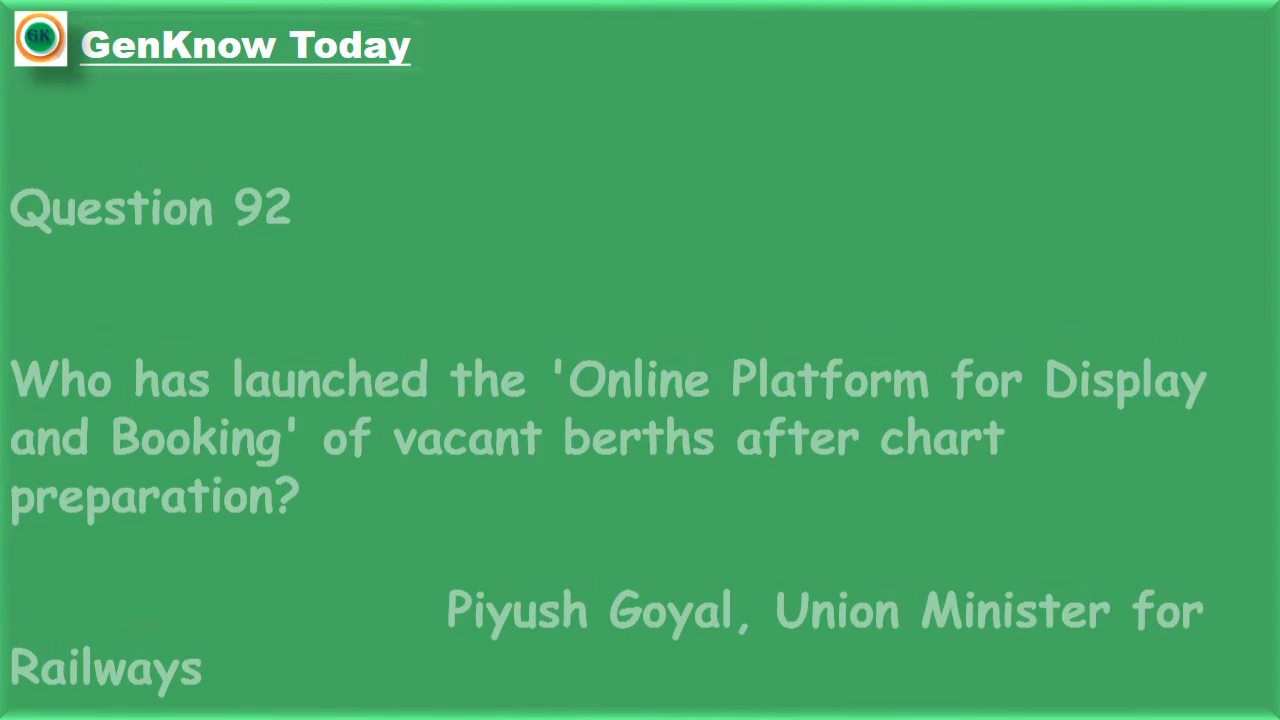 GK
GenKnow Today
Question 92
Who has launched the 'Online Platform for Display
and Booking' of vacant berths after chart
preparation?
Piyush Goyal, Union Minister for
Railways